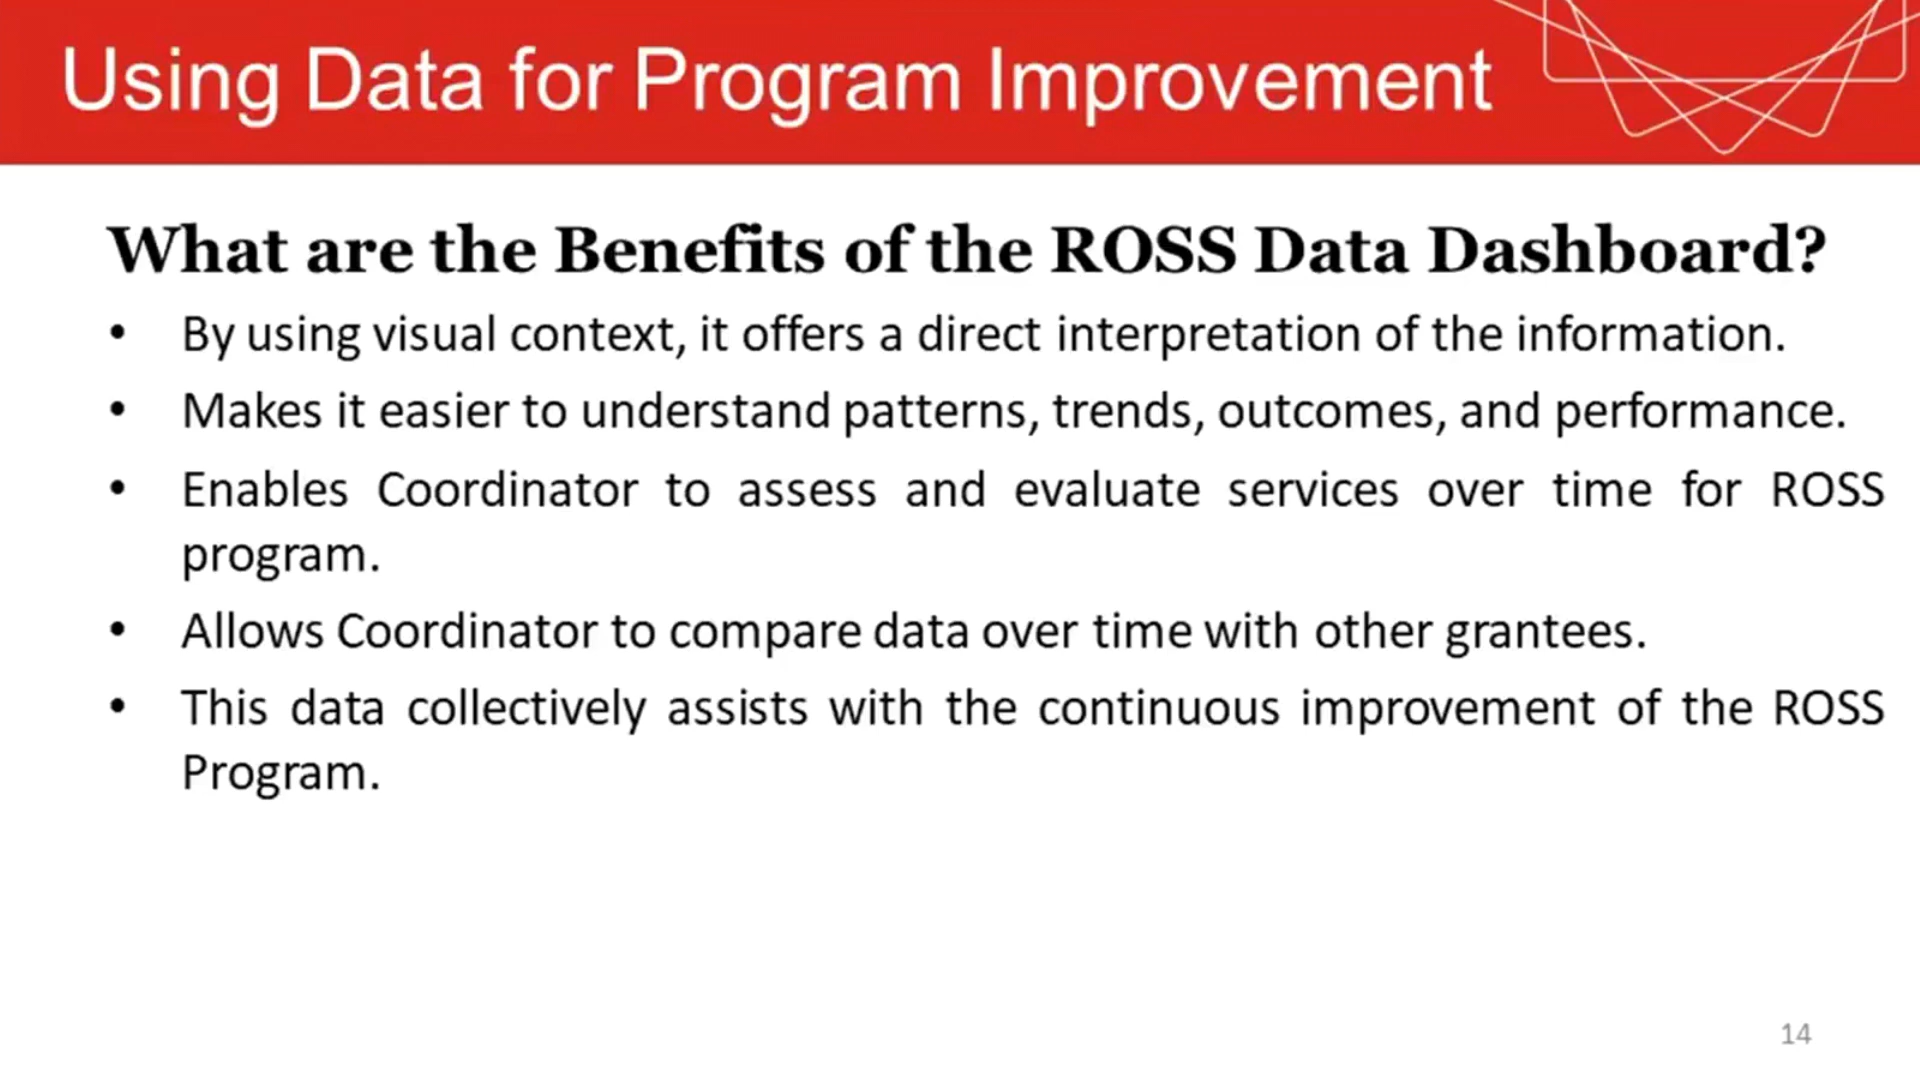 Using Data for Program Improvement
What are the Benefits of the ROSS Data Dashboard?
• By using visual context, it offers a direct interpretation of the information.
• Makes it easier to understand patterns, trends, outcomes, and performance.
• Enables Coordinator to assess and evaluate services over time for ROSS
program.
• Allows Coordinator to compare data over time with other grantees.
• This data collectively assists with the continuous improvement of the ROSS
Program.
14